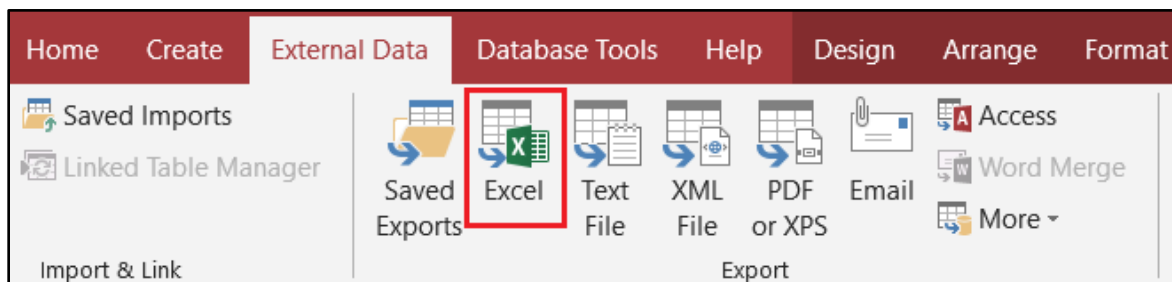 Home Create External Data Database Tools Help Design Arrange Format
Saved Imports
Linked Table Manager
Import & Link
Saved
Exports
Excel
Text
File
XML
File
PDF
or XPS
Email
Access
Word Merge
More
Export